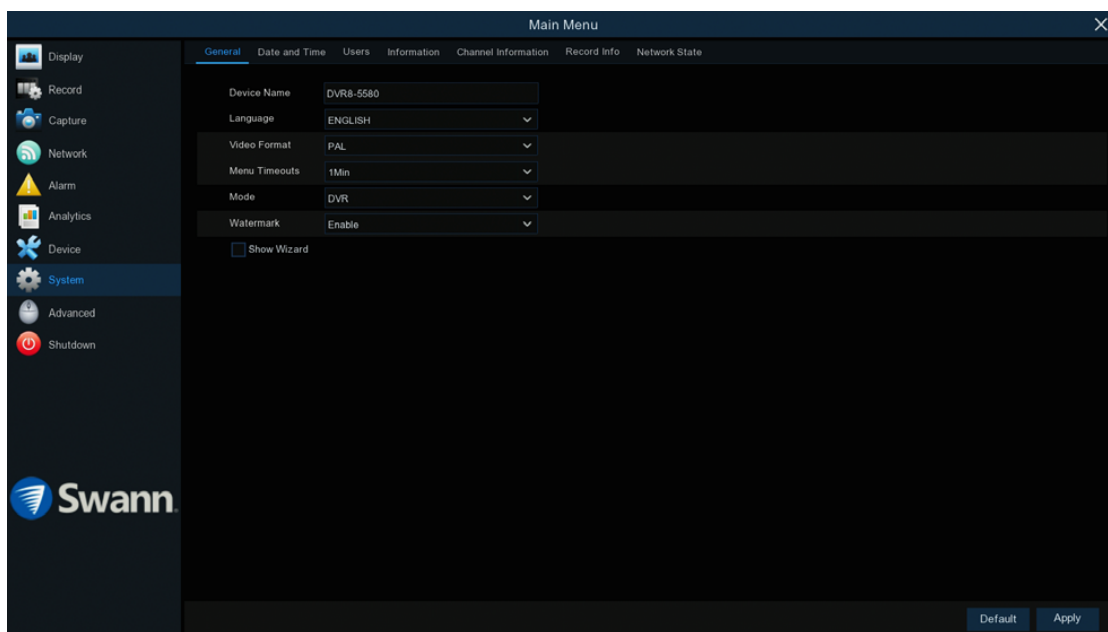 Main Menu
Display
Record
Capture
Network
Alarm
Analytics
Device
System
Advanced
Shutdown
Swann
General Date and Time Users Information Channel Information Record Info Network State
Device Name DVR8-5580
Language ENGLISH
Video Format PAL
Menu Timeouts 1Min
Mode DVR
Watermark Enable
Show Wizard
Default Apply